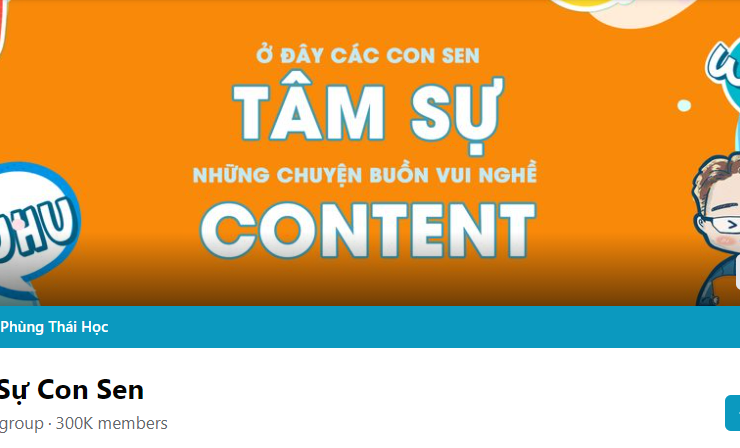 Ở ĐÂY CÁC CON SEN
TÂM SỰ
NHỮNG CHUYỆN BUỒN VUI NGHỀ
CONTENT
Phùng Thái Học
Sự Con Sen
group · 300K members